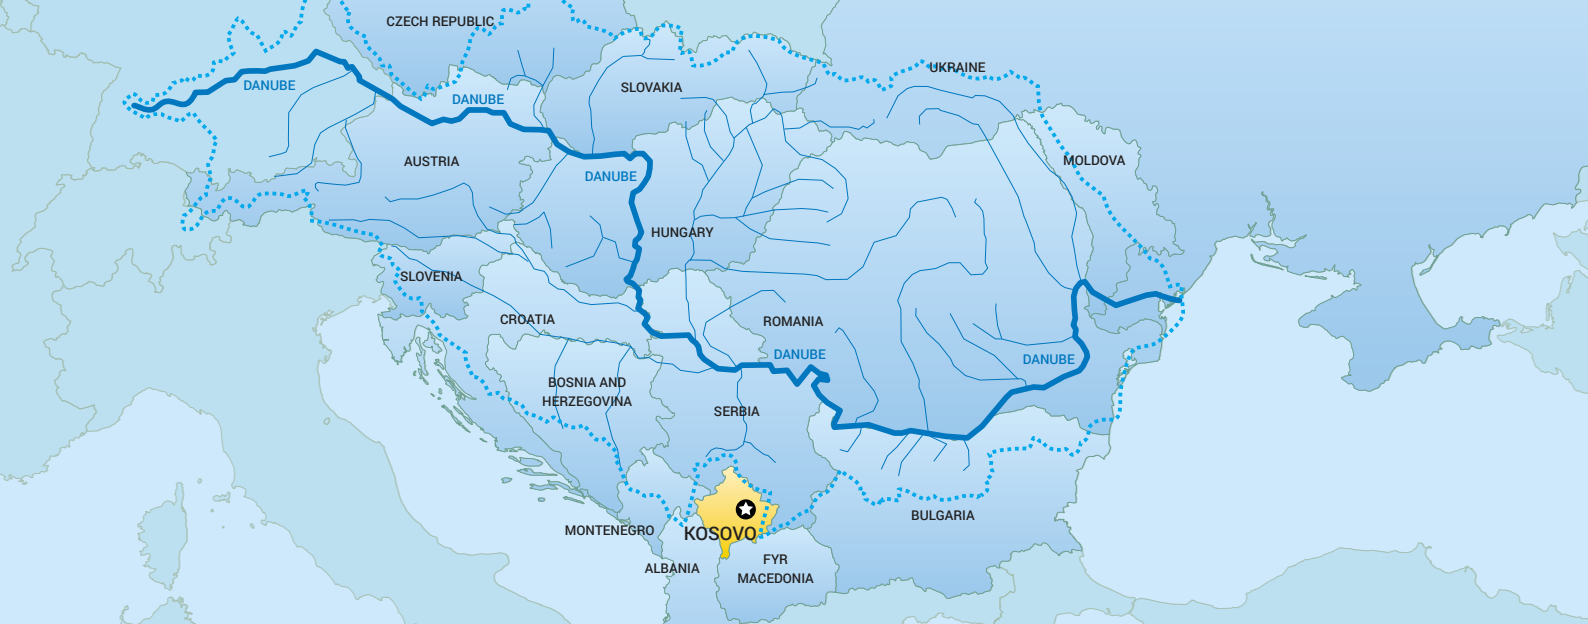 CZECH REPUBLIC
UKRAINE
DANUBE
SLOVAKIA
DANUBE
AUSTRIA
MOLDOVA
DANUBE
HUNGARY
SLOVENIA
CROATIA
ROMANIA
DANUBE
DANUBE
BOSNIA AND
HERZEGOVINA
SERBIA
BULGARIA
MONTENEGRO
KOSOVO
ALBANIA
FYR
MACEDONIA